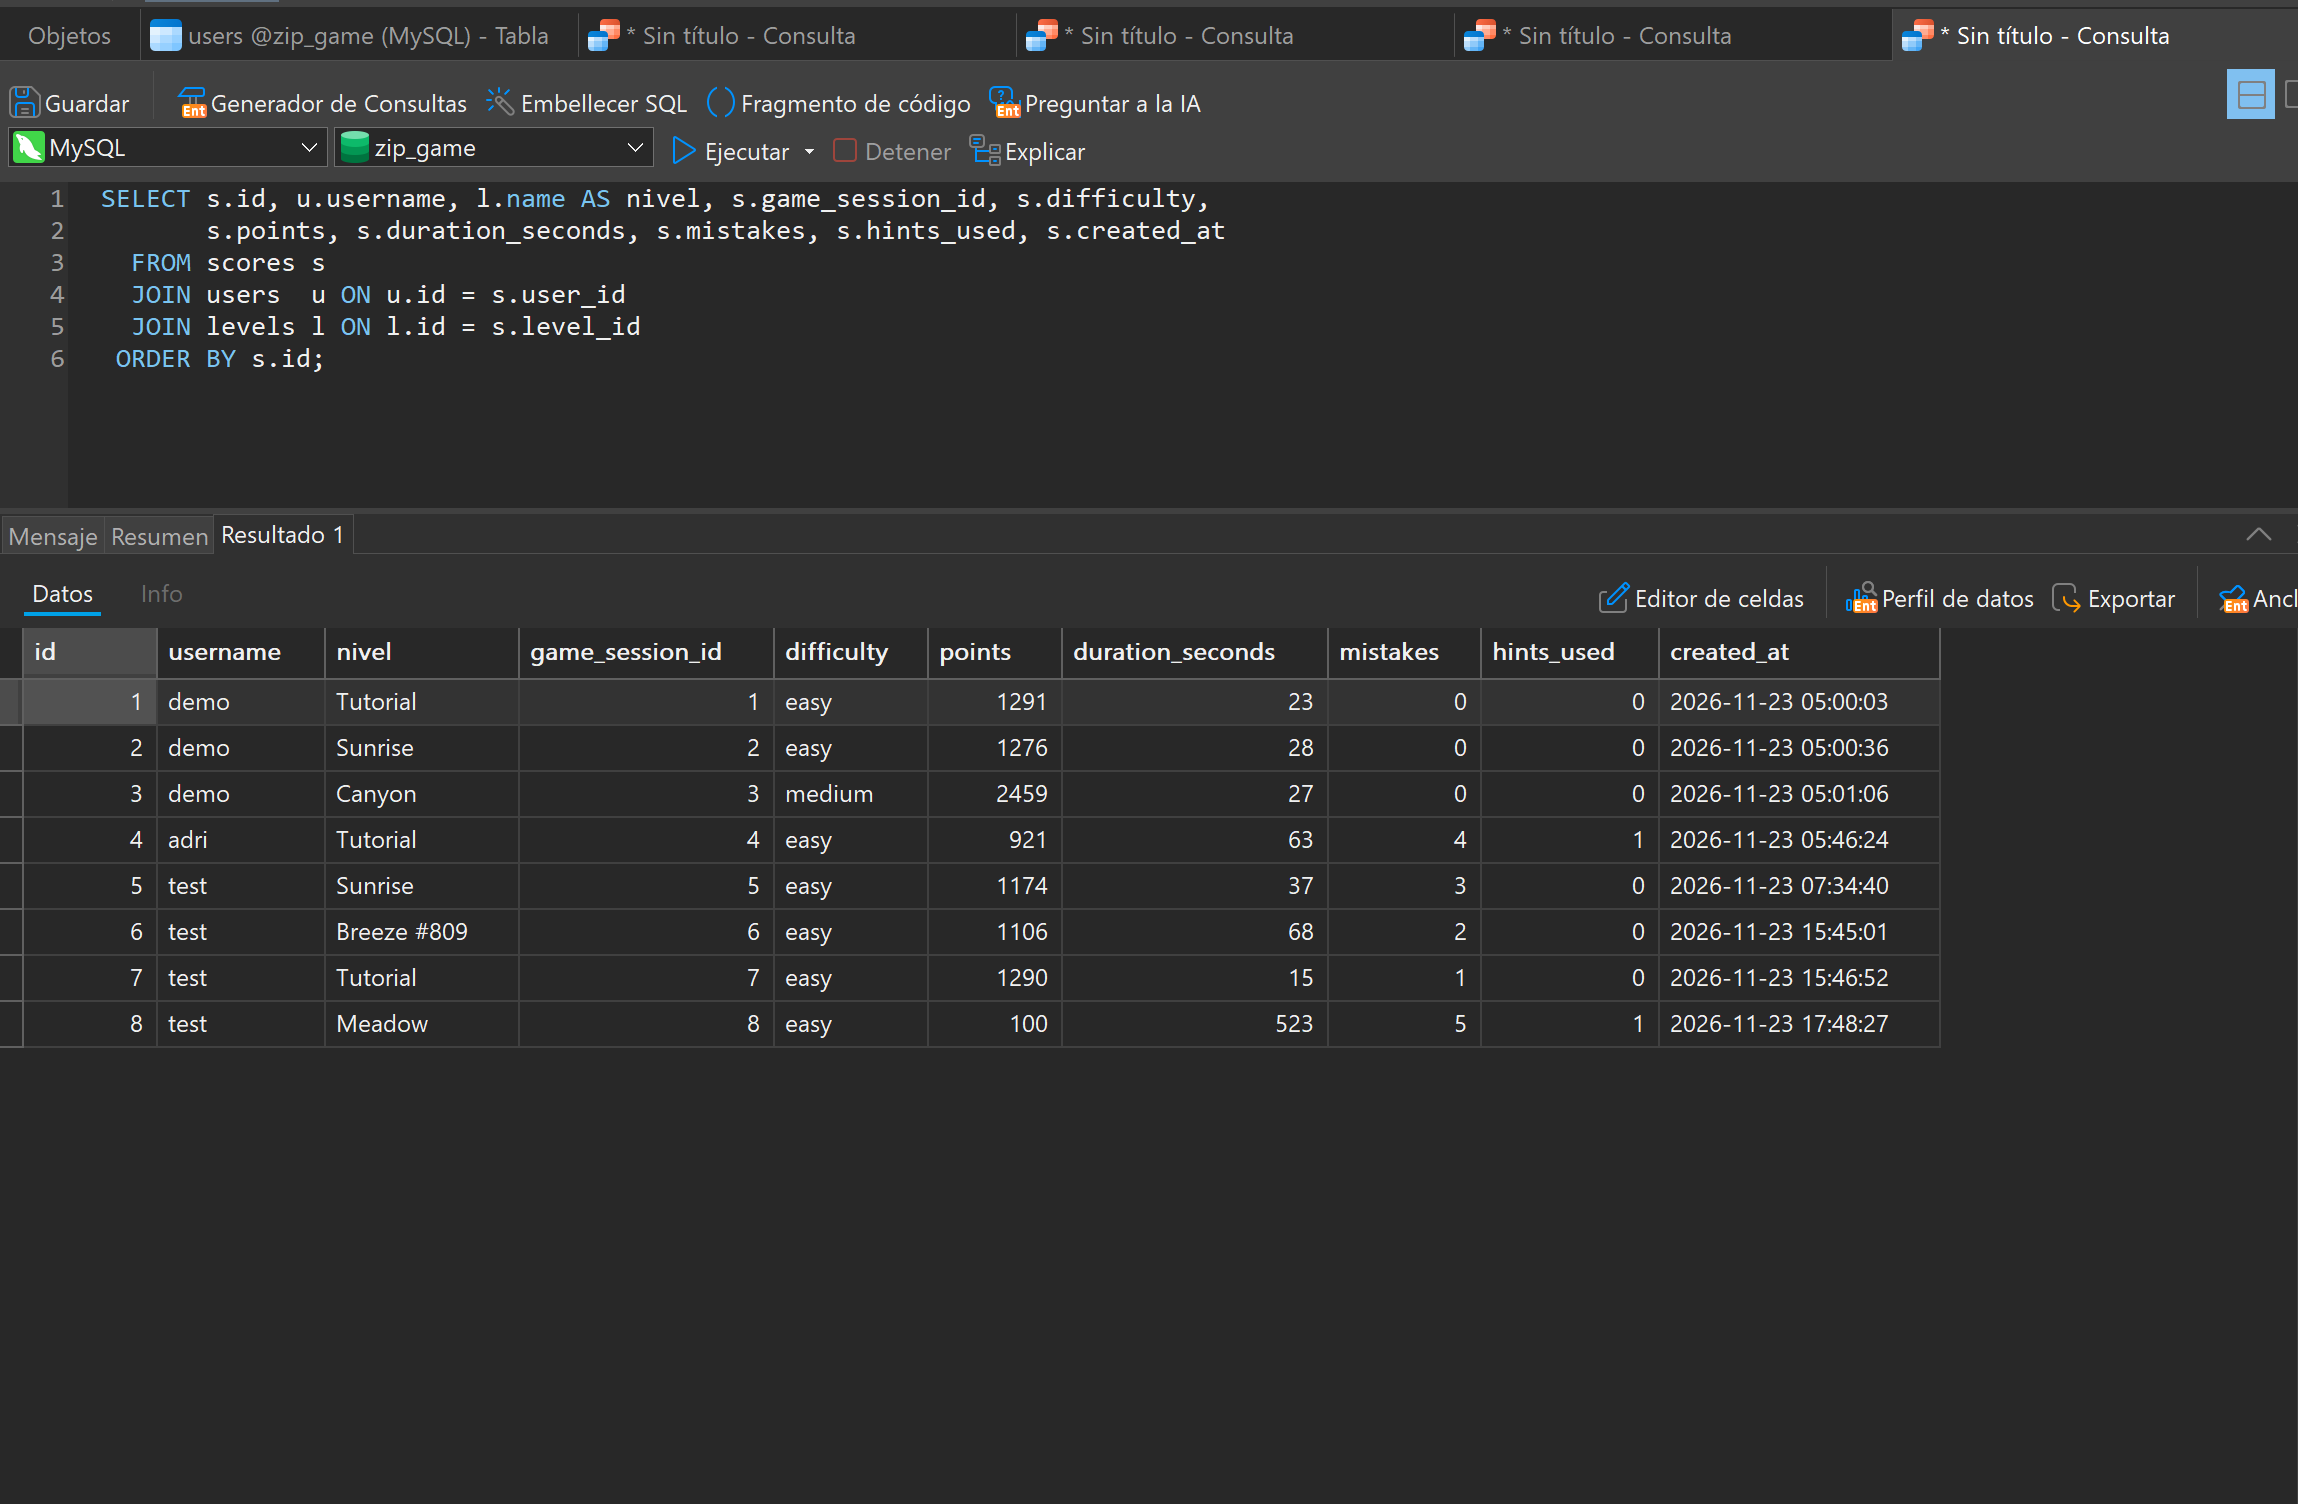 Objetos users @zip_game (MySQL) - Tabla * Sin título - Consulta * Sin título - Consulta * Sin título - Consulta * Sin título - Consulta
Guardar Ent Generador de Consultas Embellecer SQL Fragmento de código Ent Preguntar a la IA
MySQL zip_game Ejecutar Detener Explicar
1 SELECT s.id, u.username, l.name AS nivel, s.game_session_id, s.difficulty,
2 s.points, s.duration_seconds, s.mistakes, s.hints_used, s.created_at
3 FROM scores s
4 JOIN users  u ON u.id = s.user_id
5 JOIN levels l ON l.id = s.level_id
6 ORDER BY s.id;
Mensaje Resumen Resultado 1
Datos Info Editor de celdas Ent Perfil de datos Exportar Ent Ancl
id username nivel game_session_id difficulty points duration_seconds mistakes hints_used created_at
1 demo Tutorial 1 easy 1291 23 0 0 2026-11-23 05:00:03
2 demo Sunrise 2 easy 1276 28 0 0 2026-11-23 05:00:36
3 demo Canyon 3 medium 2459 27 0 0 2026-11-23 05:01:06
4 adri Tutorial 4 easy 921 63 4 1 2026-11-23 05:46:24
5 test Sunrise 5 easy 1174 37 3 0 2026-11-23 07:34:40
6 test Breeze #809 6 easy 1106 68 2 0 2026-11-23 15:45:01
7 test Tutorial 7 easy 1290 15 1 0 2026-11-23 15:46:52
8 test Meadow 8 easy 100 523 5 1 2026-11-23 17:48:27